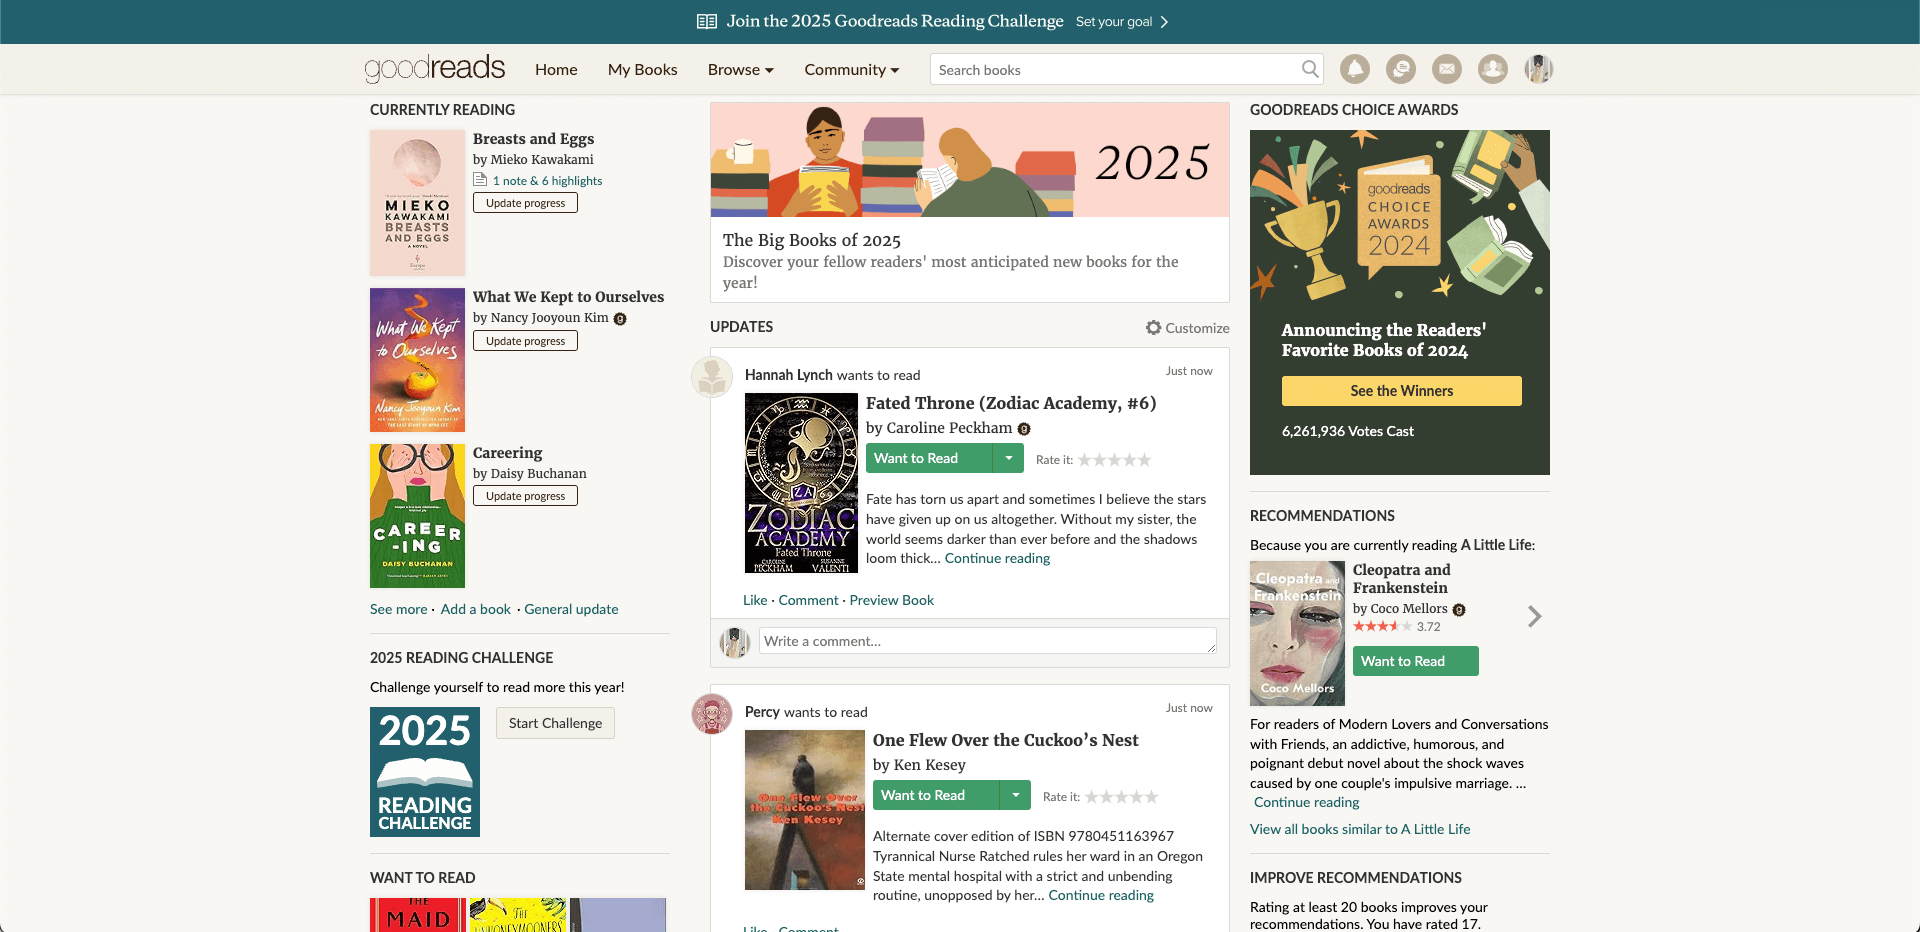 Join the 2025 Goodreads Reading Challenge Set your goal
goodreads
Home
My Books
Browse
Community
Search books
CURRENTLY READING
MIEKO
KAWAKAMI
BREASTS
AND EGGS
A NOVEL
Europa
Breasts and Eggs
by Mieko Kawakami
1 note & 6 highlights
Update progress
What We Kept
to Ourselves
Nancy Jooyoun Kim
What We Kept to Ourselves
by Nancy Jooyoun Kim
Update progress
CAREER
-ING
DAISY BUCHANAN
Careering
by Daisy Buchanan
Update progress
See more · Add a book · General update
2025 READING CHALLENGE
Challenge yourself to read more this year!
2025
READING
CHALLENGE
Start Challenge
WANT TO READ
THE
MAID
THE
UNHONEYMOONERS
2025
The Big Books of 2025
Discover your fellow readers' most anticipated new books for the
year!
UPDATES
Customize
Hannah Lynch wants to read
Just now
ZA
ZODIAC
ACADEMY
Fated Throne
CAROLINE PECKHAM
SUSANNE VALENTI
Fated Throne (Zodiac Academy, #6)
by Caroline Peckham
Want to Read
Rate it:
Fate has torn us apart and sometimes I believe the stars
have given up on us altogether. Without my sister, the
world seems darker than ever before and the shadows
loom thick... Continue reading
Like · Comment · Preview Book
Write a comment...
Percy wants to read
Just now
One Flew Over
the Cuckoo's Nest
Ken Kesey
One Flew Over the Cuckoo’s Nest
by Ken Kesey
Want to Read
Rate it:
Alternate cover edition of ISBN 9780451163967
Tyrannical Nurse Ratched rules her ward in an Oregon
State mental hospital with a strict and unbending
routine, unopposed by her... Continue reading
Like · Comment
GOODREADS CHOICE AWARDS
goodreads
CHOICE
AWARDS
2024
Announcing the Readers'
Favorite Books of 2024
See the Winners
6,261,936 Votes Cast
RECOMMENDATIONS
Because you are currently reading A Little Life:
Cleopatra and
Frankenstein
Coco Mellors
Cleopatra and
Frankenstein
by Coco Mellors
3.72
Want to Read
For readers of Modern Lovers and Conversations
with Friends, an addictive, humorous, and
poignant debut novel about the shock waves
caused by one couple's impulsive marriage. ...
Continue reading
View all books similar to A Little Life
IMPROVE RECOMMENDATIONS
Rating at least 20 books improves your
recommendations. You have rated 17.